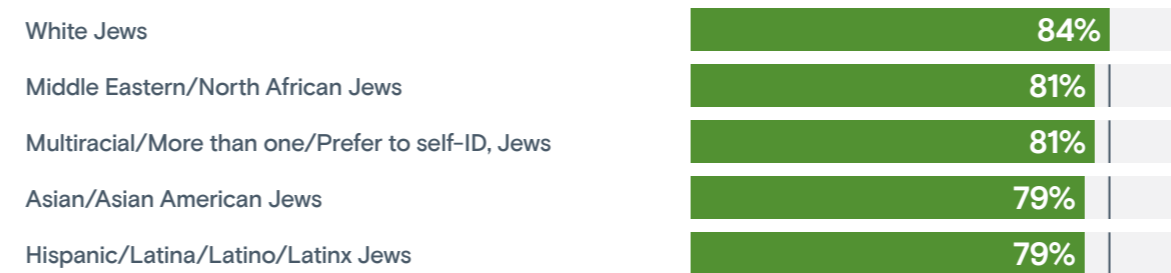 White Jews 84%
Middle Eastern/North African Jews 81%
Multiracial/More than one/Prefer to self-ID, Jews 81%
Asian/Asian American Jews 79%
Hispanic/Latina/Latino/Latinx Jews 79%